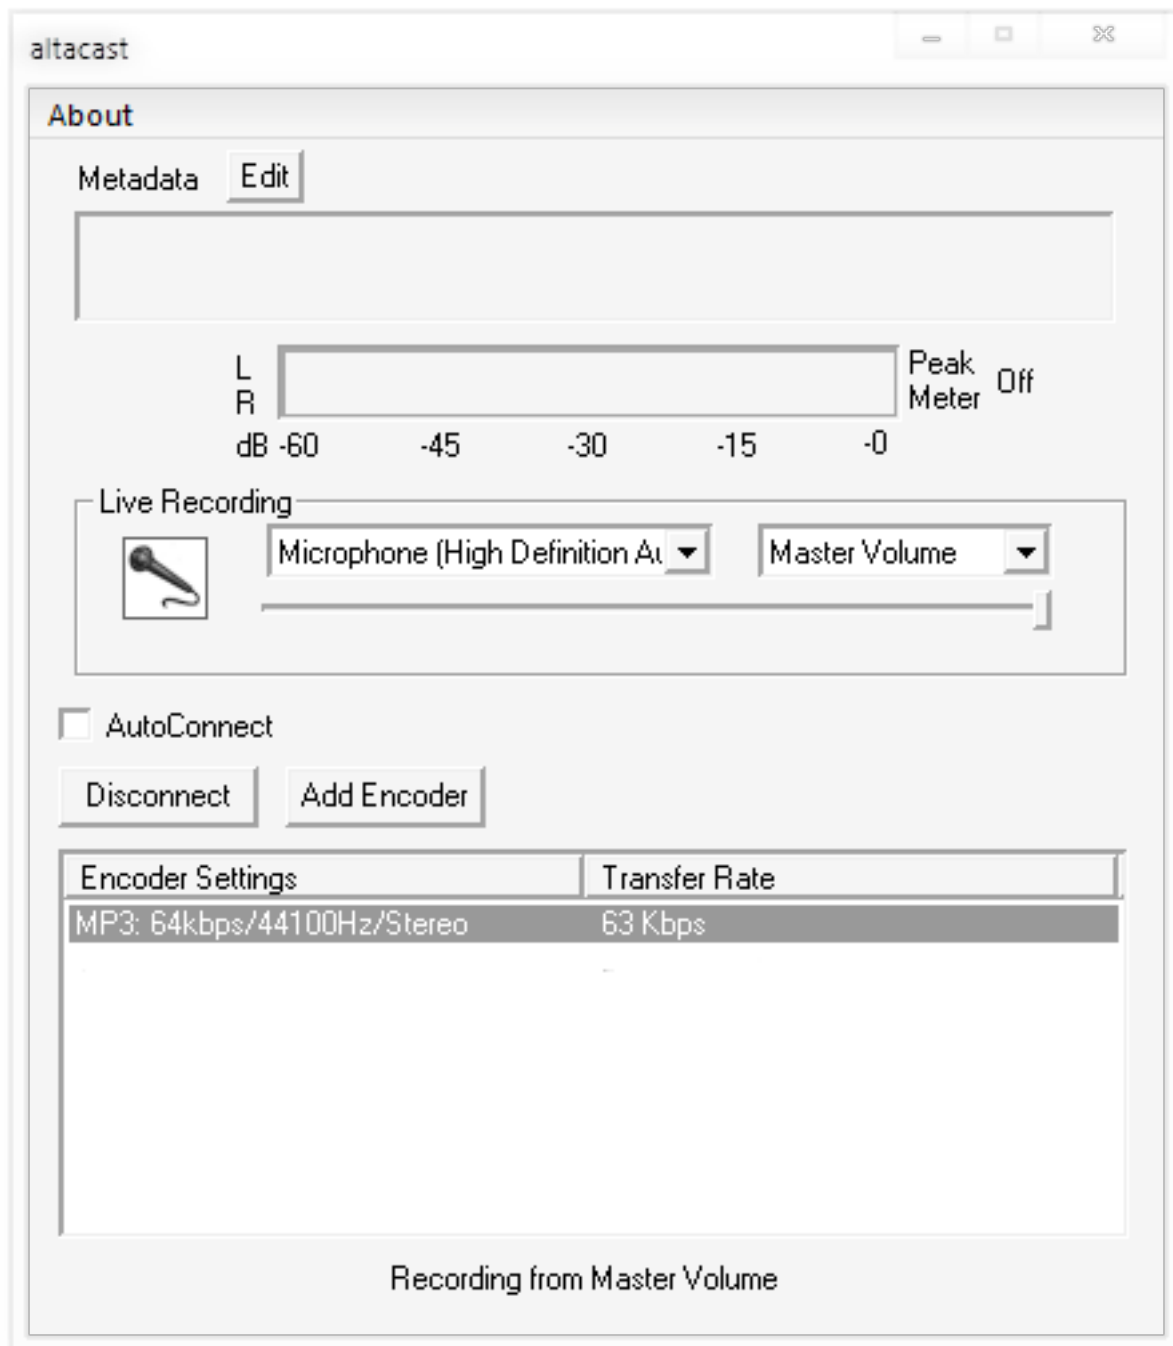 altacast
About
Metadata Edit
L
R
Peak
Meter Off
dB -60 -45 -30 -15 -0
Live Recording
Microphone (High Definition Au Master Volume
AutoConnect
Disconnect Add Encoder
Encoder Settings Transfer Rate
MP3: 64kbps/44100Hz/Stereo 63 Kbps
Recording from Master Volume